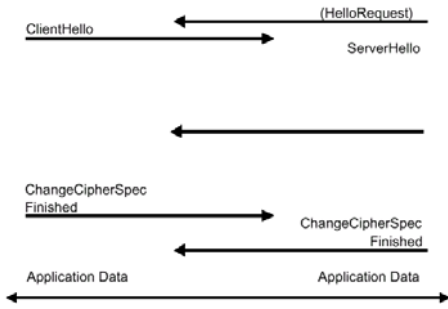 (HelloRequest)
ClientHello
ServerHello
ChangeCipherSpec
Finished
ChangeCipherSpec
Finished
Application Data
Application Data